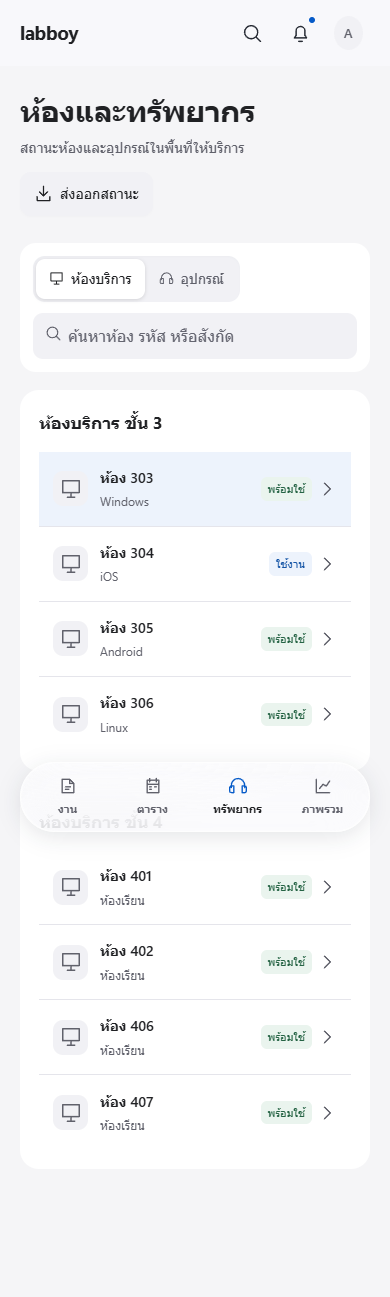 labboy
A
ห้องและทรัพยากร
สถานะห้องและอุปกรณ์ในพื้นที่ให้บริการ
ส่งออกสถานะ
ห้องบริการ
อุปกรณ์
ค้นหาห้อง รหัส หรือสังกัด
ห้องบริการ ชั้น 3
ห้อง 303
Windows
พร้อมใช้
ห้อง 304
iOS
ใช้งาน
ห้อง 305
Android
พร้อมใช้
ห้อง 306
Linux
พร้อมใช้
งาน
ตาราง
ทรัพยากร
ภาพรวม
ห้องบริการ ชั้น 4
ห้อง 401
ห้องเรียน
พร้อมใช้
ห้อง 402
ห้องเรียน
พร้อมใช้
ห้อง 406
ห้องเรียน
พร้อมใช้
ห้อง 407
ห้องเรียน
พร้อมใช้